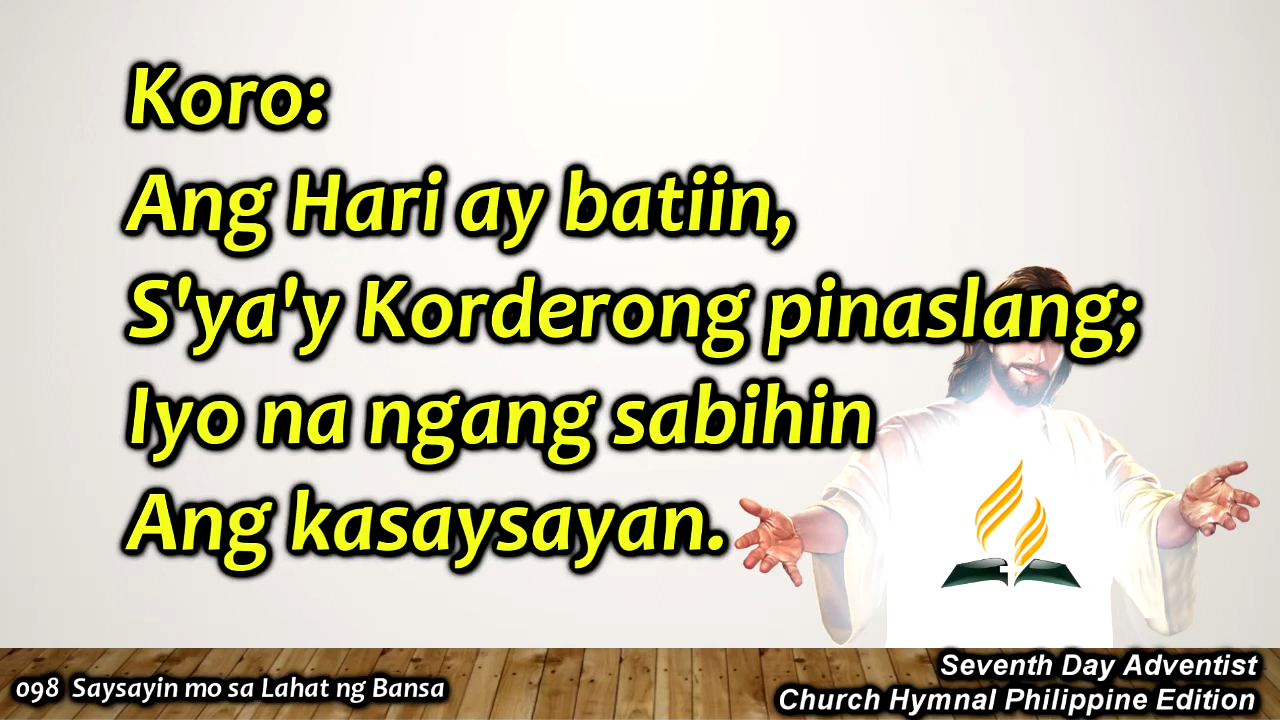 Koro:
Ang Hari ay batiin,
S'ya'y Korderong pinaslang;
Iyo na ngang sabihin
Ang kasaysayan.
098 Saysayin mo sa Lahat ng Bansa
Seventh Day Adventist
Church Hymnal Philippine Edition